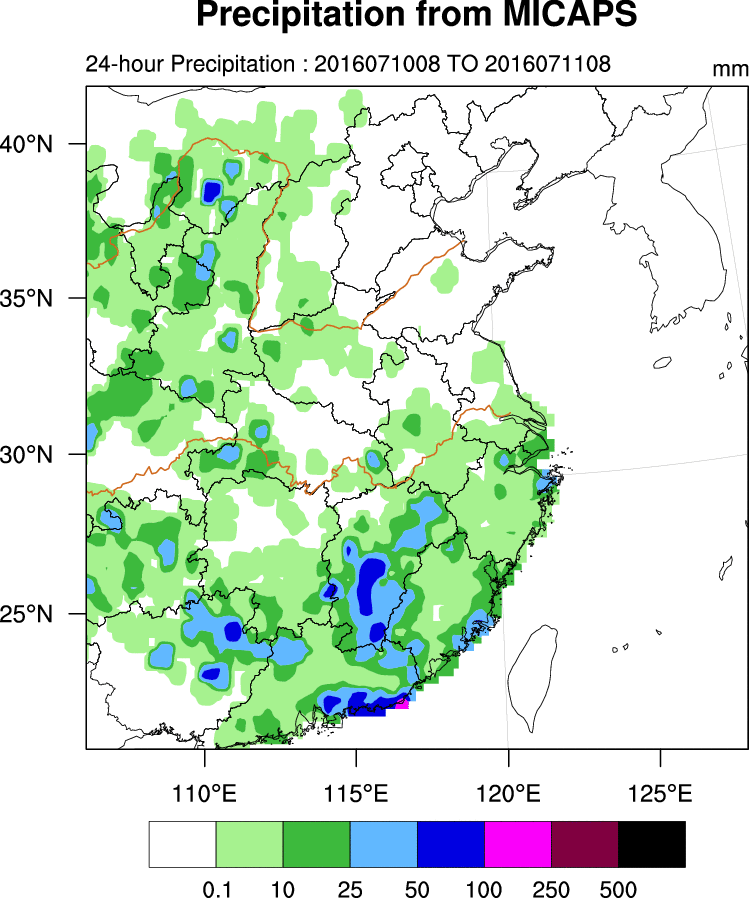 Precipitation from MICAPS
24-hour Precipitation : 2016071008 TO 2016071108
mm
40°N
35°N
30°N
25°N
110°E 115°E 120°E 125°E
0.1 10 25 50 100 250 500